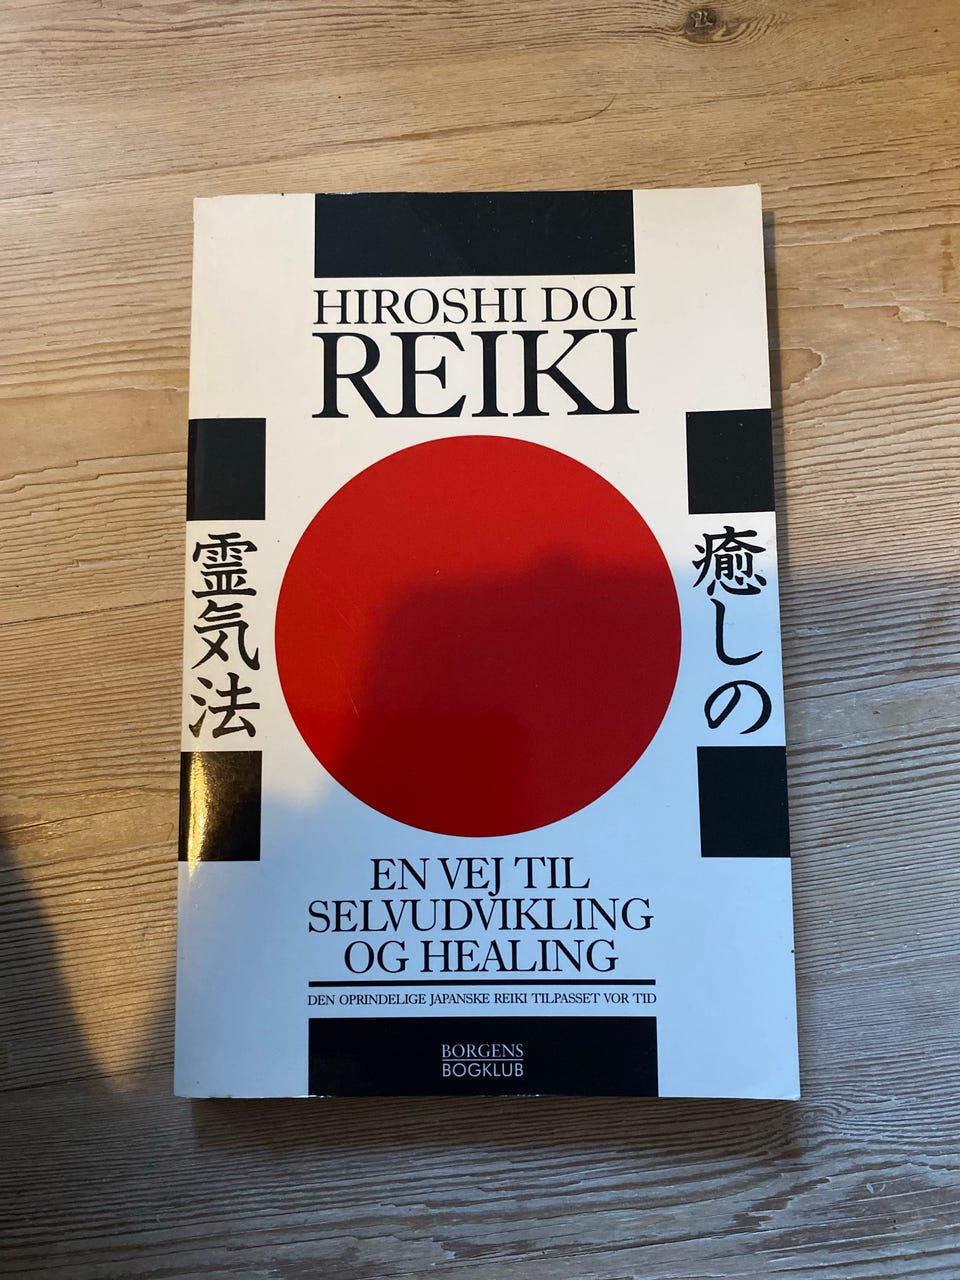 HIROSHI DOI
REIKI
癒しの
霊気法
EN VEJ TIL
SELVUDVIKLING
OG HEALING
DEN OPRINDELIGE JAPANSKE REIKI TILPASSET VOR TID
BORGENS
BOGKLUB